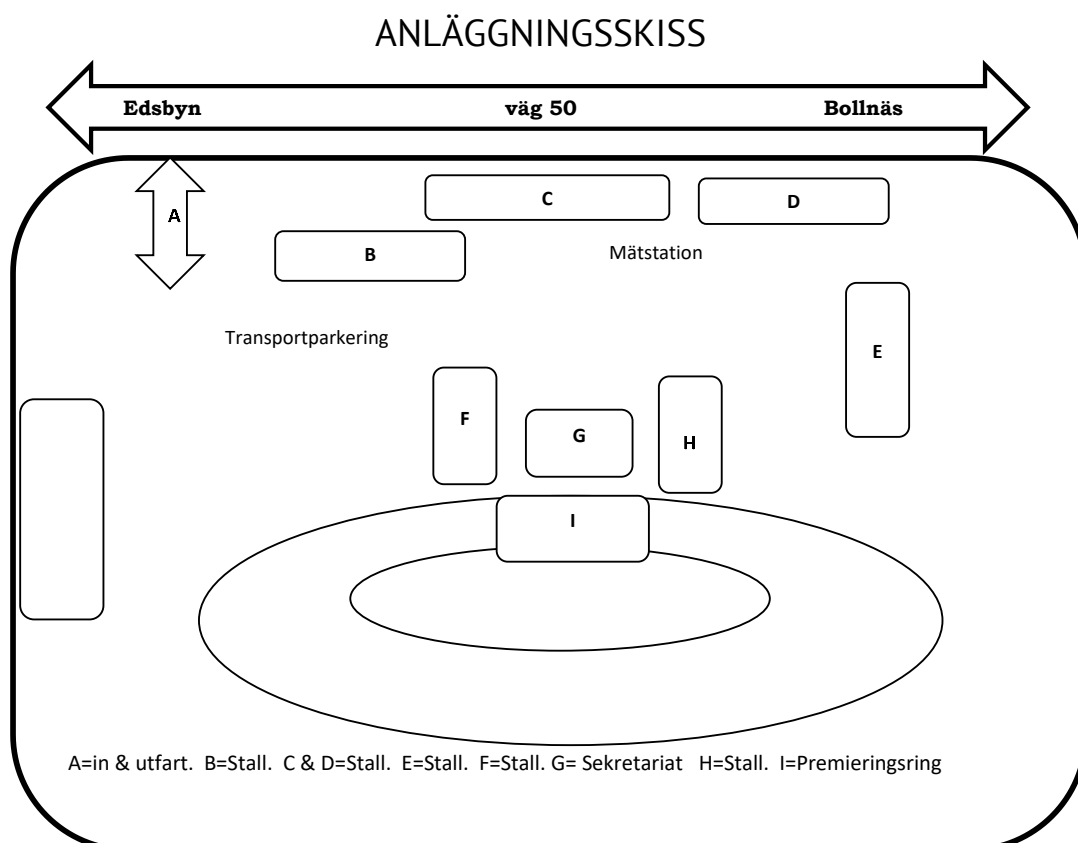 ANLÄGGNINGSSKISS
Edsbyn väg 50 Bollnäs
A
C
D
B
Mätstation
Transportparkering
E
F
G
H
I
A=in & utfart. B=Stall. C & D=Stall. E=Stall. F=Stall. G= Sekretariat H=Stall. I=Premieringsring